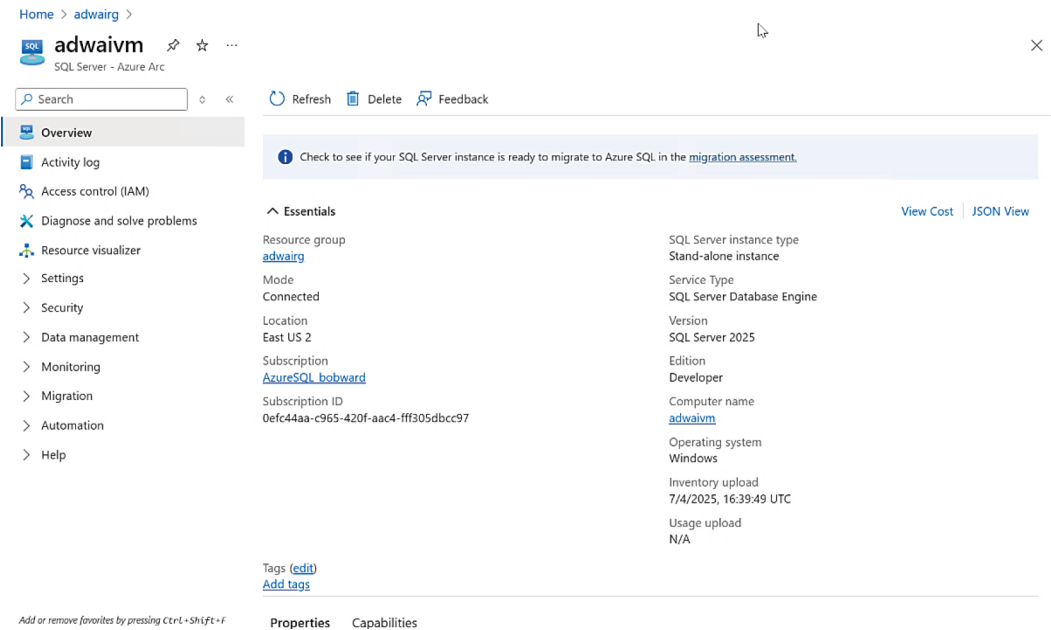 Home > adwairg >
SQL
adwaivm
SQL Server - Azure Arc
Search
Refresh Delete Feedback
Overview
Activity log
Access control (IAM)
Diagnose and solve problems
Resource visualizer
Settings
Security
Data management
Monitoring
Migration
Automation
Help
Check to see if your SQL Server instance is ready to migrate to Azure SQL in the migration assessment.
Essentials
View Cost JSON View
Resource group
adwairg
Mode
Connected
Location
East US 2
Subscription
AzureSQL_bobward
Subscription ID
0efc44aa-c965-420f-aac4-fff305dbcc97
SQL Server instance type
Stand-alone instance
Service Type
SQL Server Database Engine
Version
SQL Server 2025
Edition
Developer
Computer name
adwaivm
Operating system
Windows
Inventory upload
7/4/2025, 16:39:49 UTC
Usage upload
N/A
Tags (edit)
Add tags
Add or remove favorites by pressing Ctrl+Shift+F
Properties Capabilities